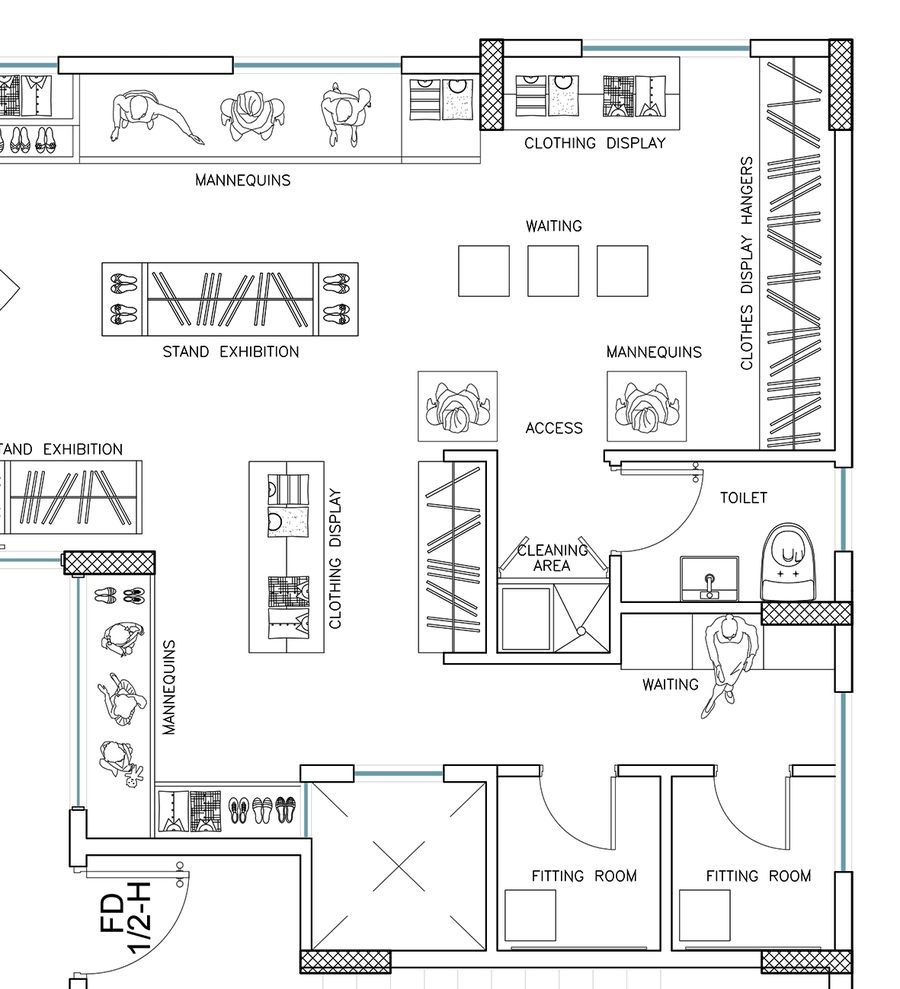 CLOTHING DISPLAY
MANNEQUINS
CLOTHES DISPLAY HANGERS
WAITING
STAND EXHIBITION
MANNEQUINS
ACCESS
TAND EXHIBITION
TOILET
CLOTHING DISPLAY
CLEANING
AREA
MANNEQUINS
WAITING
FITTING ROOM
FITTING ROOM
FD
1/2-H